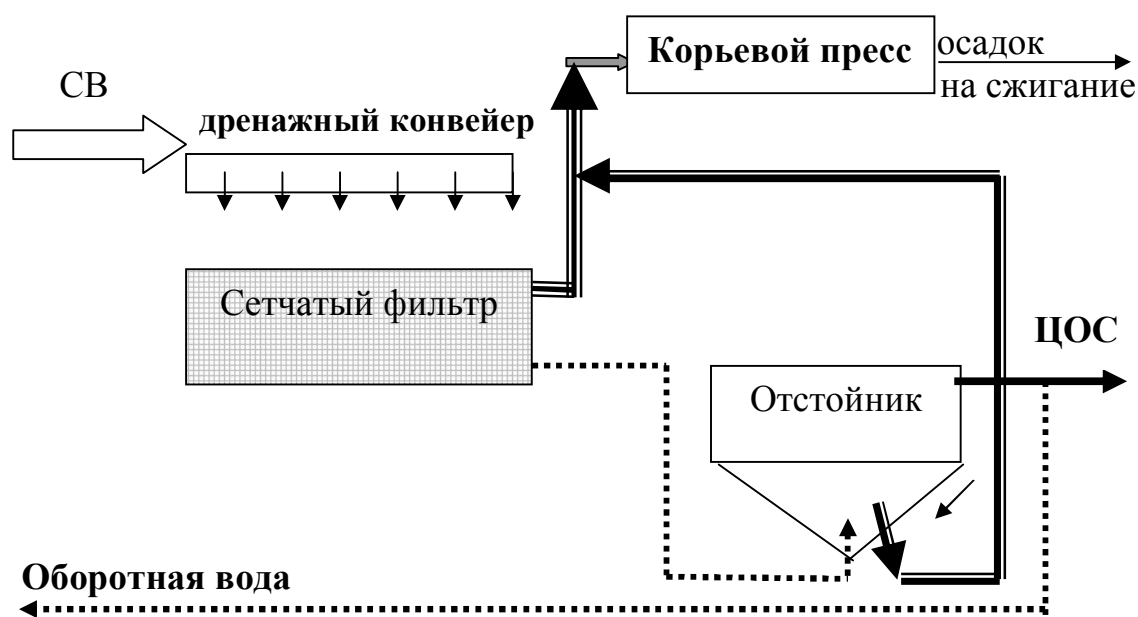 Корьевой пресс
осадок
на сжигание
СВ
дренажный конвейер
Сетчатый фильтр
ЦОС
Отстойник
Оборотная вода